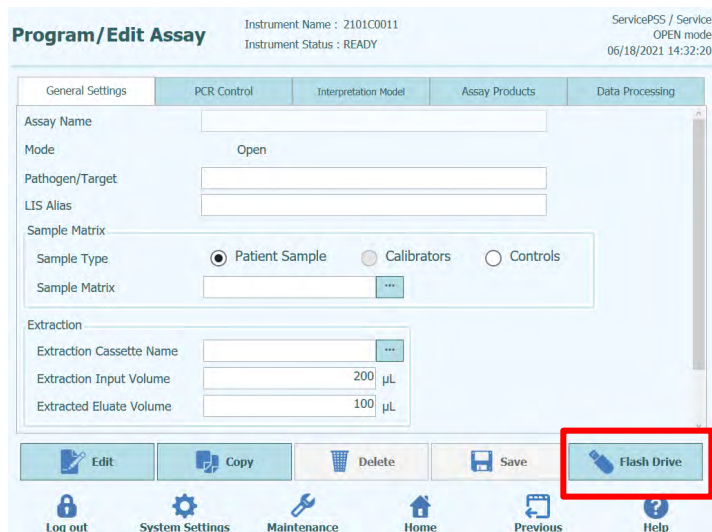 Program/Edit Assay
Instrument Name : 2101C0011
Instrument Status : READY
ServicePSS / Service
OPEN mode
06/18/2021 14:32:20
General Settings PCR Control Interpretation Model Assay Products Data Processing
Assay Name
Mode Open
Pathogen/Target
LIS Alias
Sample Matrix
Sample Type Patient Sample Calibrators Controls
Sample Matrix ...
Extraction
Extraction Cassette Name ...
Extraction Input Volume 200 µL
Extracted Eluate Volume 100 µL
Edit Copy Delete Save Flash Drive
Log out System Settings Maintenance Home Previous Help